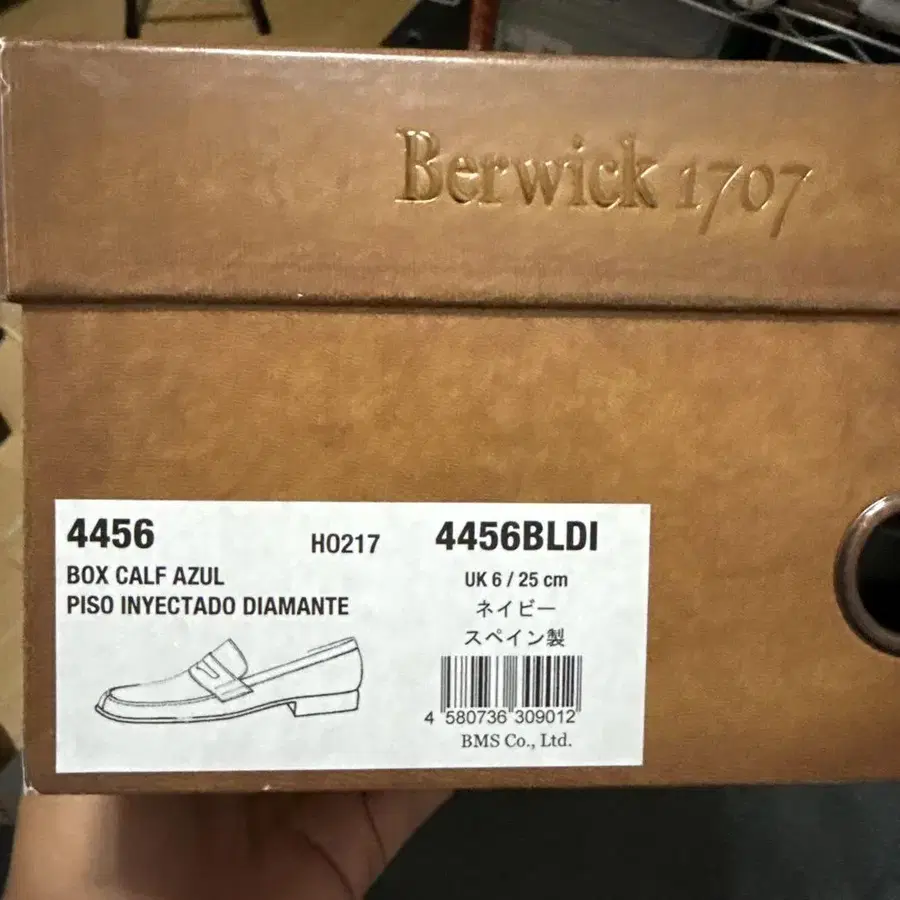 Berwick 1707
4456
HO217
4456BLDI
BOX CALF AZUL
PISO INYECTADO DIAMANTE
UK 6 / 25 cm
ネイビー
スペイン製
4 580736 309012
BMS Co., Ltd.